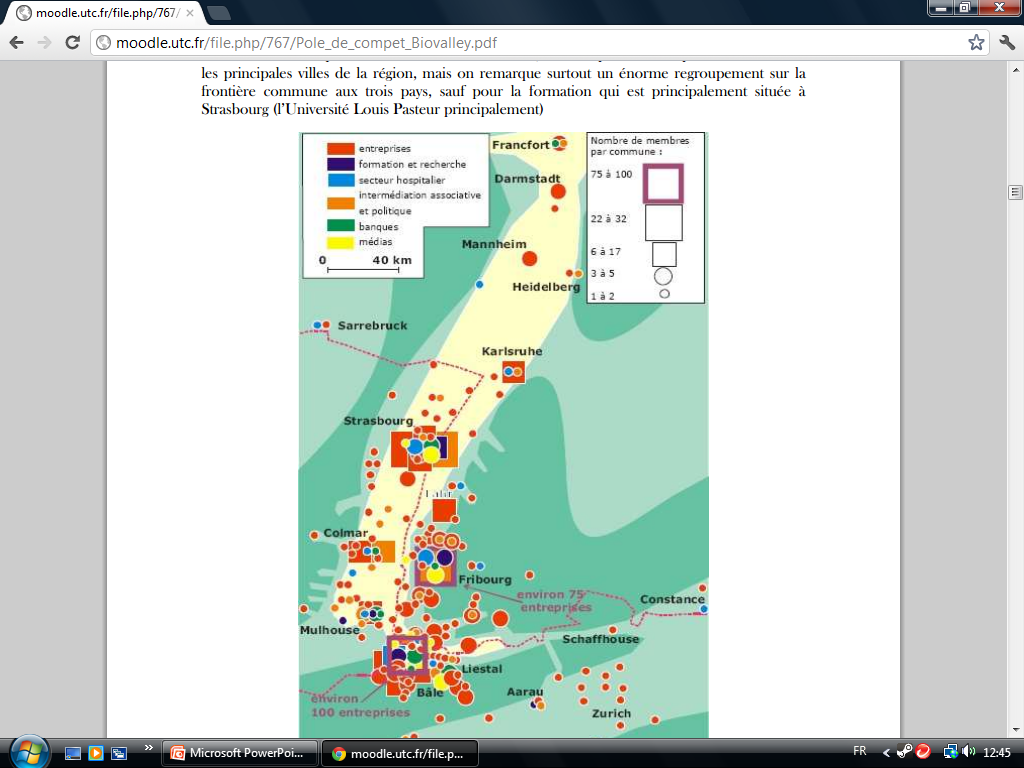 moodle.utc.fr/file.php/767/
moodle.utc.fr/file.php/767/Pole_de_compet_Biovalley.pdf
les principales villes de la région, mais on remarque surtout un énorme regroupement sur la
frontière commune aux trois pays, sauf pour la formation qui est principalement située à
Strasbourg (l'Université Louis Pasteur principalement)
entreprises
formation et recherche
secteur hospitalier
intermédiation associative
et politique
banques
médias
0 40 km
Nombre de membres
par commune :
75 à 100
22 à 32
6 à 17
3 à 5
1 à 2
Francfort
Darmstadt
Mannheim
Heidelberg
Sarrebruck
Karlsruhe
Strasbourg
Lahr
Colmar
Fribourg
environ 75
entreprises
Constance
Mulhouse
Schaffhouse
Liestal
Bâle
Aarau
environ
100 entreprises
Zurich
Microsoft PowerPoi...
moodle.utc.fr/file.p...
FR
12:45